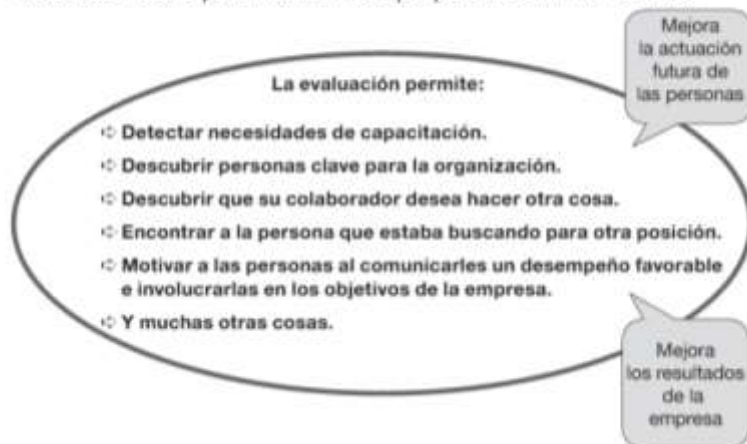 Mejora
la actuación
futura de
las personas
La evaluación permite:
➪ Detectar necesidades de capacitación.
➪ Descubrir personas clave para la organización.
➪ Descubrir que su colaborador desea hacer otra cosa.
➪ Encontrar a la persona que estaba buscando para otra posición.
➪ Motivar a las personas al comunicarles un desempeño favorable
e involucrarlas en los objetivos de la empresa.
➪ Y muchas otras cosas.
Mejora
los resultados
de la
empresa